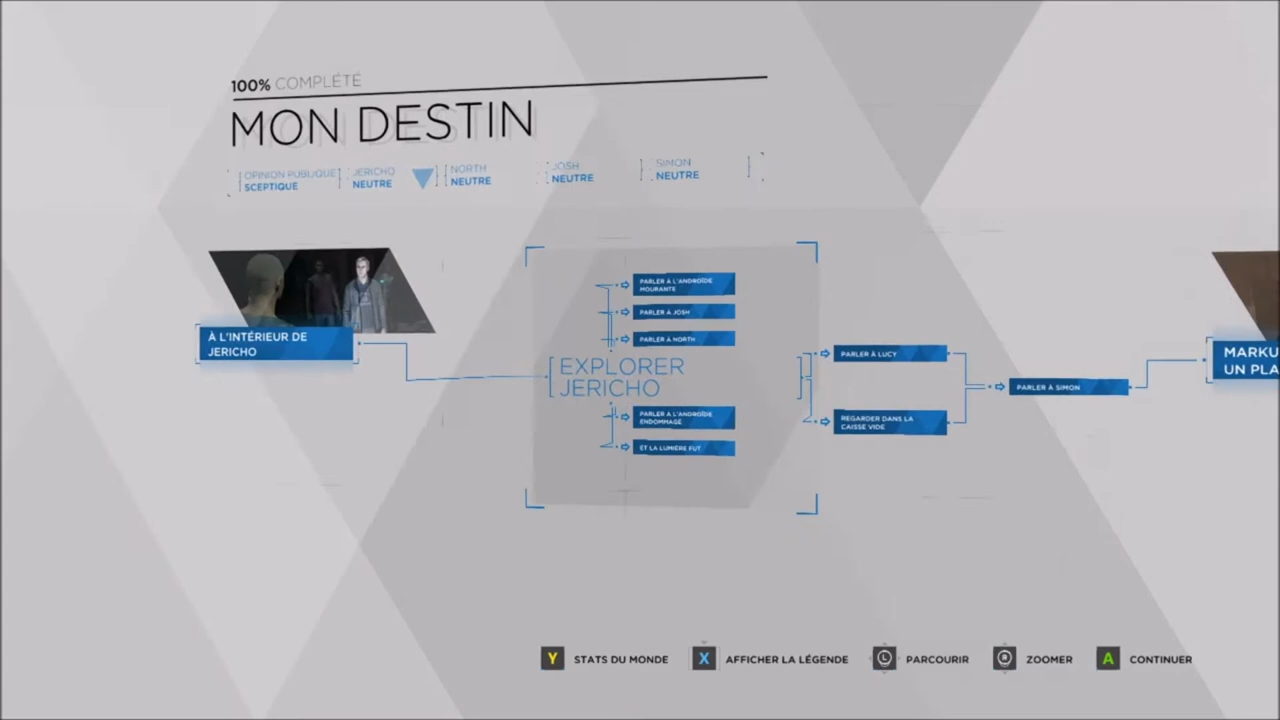 100% COMPLÉTÉ
MON DESTIN
OPINION PUBLIQUE
SCEPTIQUE
JERICHO
NEUTRE
NORTH
NEUTRE
JOSH
NEUTRE
SIMON
NEUTRE
À L'INTÉRIEUR DE
JERICHO
PARLER À L'ANDROÏDE
MOURANTE
PARLER À JOSH
PARLER À NORTH
EXPLORER
JERICHO
PARLER À L'ANDROÏDE
ENDOMMAGÉ
ET LA LUMIÈRE FUT
PARLER À LUCY
REGARDER DANS LA
CAISSE VIDE
PARLER À SIMON
MARKU
UN PLA
Y STATS DU MONDE
X AFFICHER LA LÉGENDE
L PARCOURIR
R ZOOMER
A CONTINUER